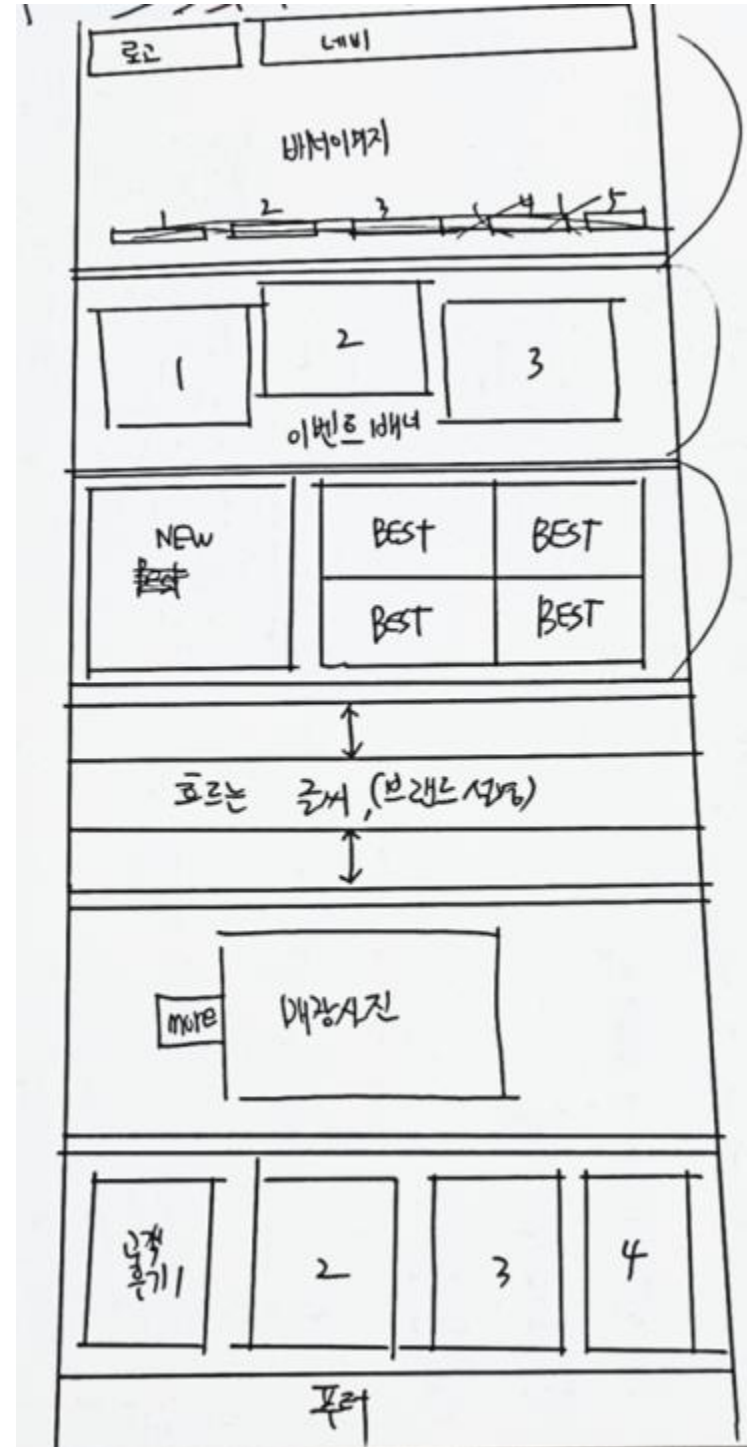 로고 네비
배너이미지
1 2 3 4 5
1 2 3
이벤트배너
NEW BEST BEST
BEST BEST
흐르는 글씨, (브랜드 설명)
more 매장사진
고객
후기1 2 3 4
푸터